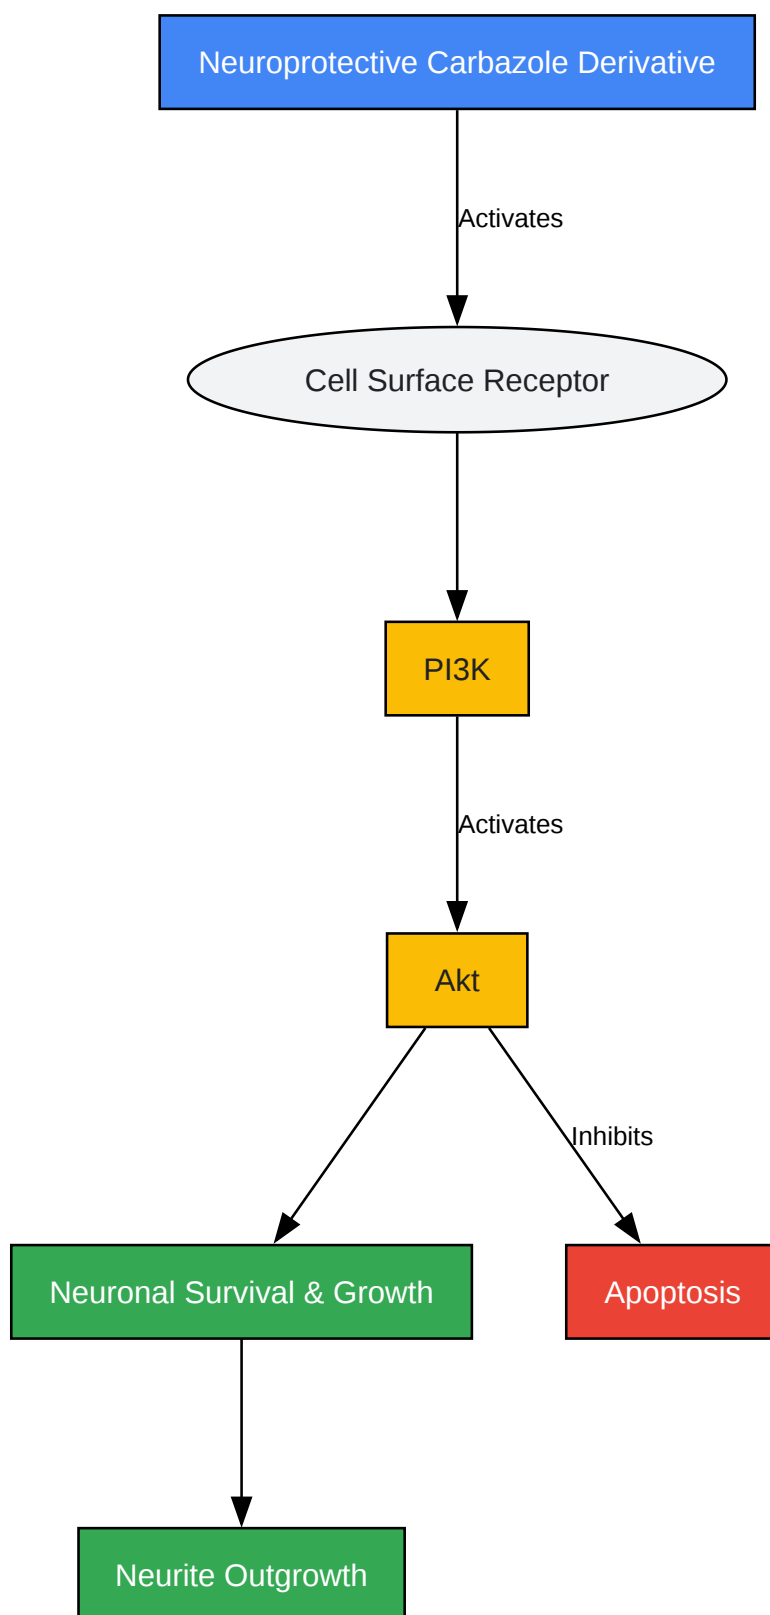 Neuroprotective Carbazole Derivative
Activates
Cell Surface Receptor
PI3K
Activates
Akt
Inhibits
Neuronal Survival & Growth
Apoptosis
Neurite Outgrowth